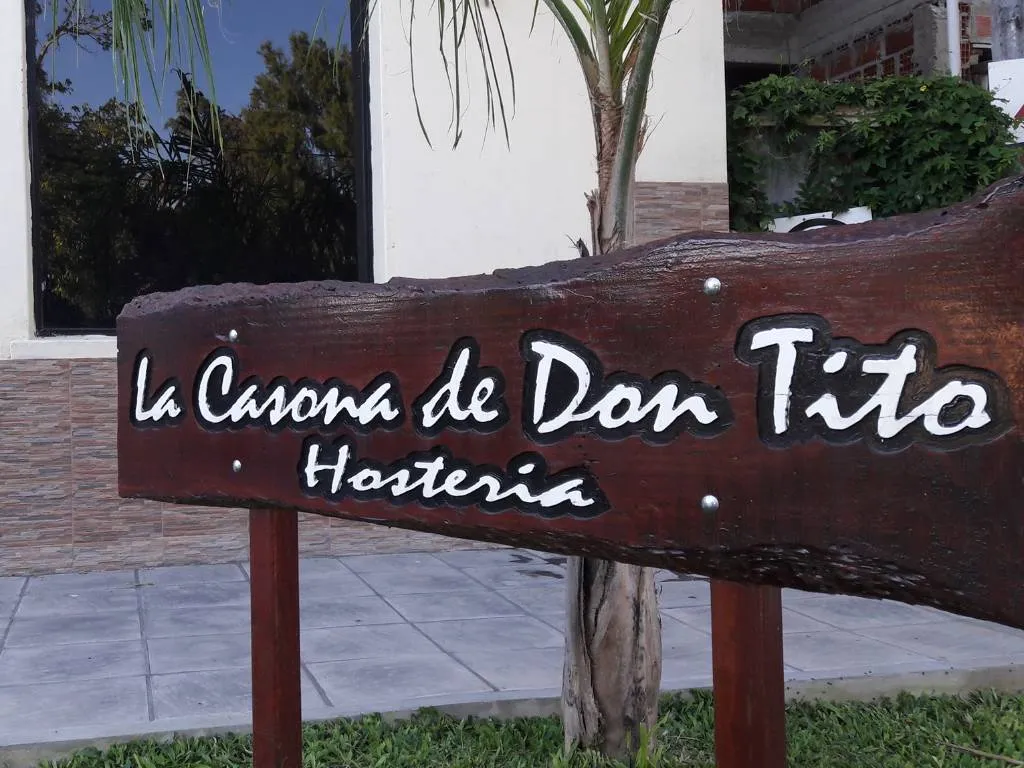 La Casona de Don Tito
Hosteria